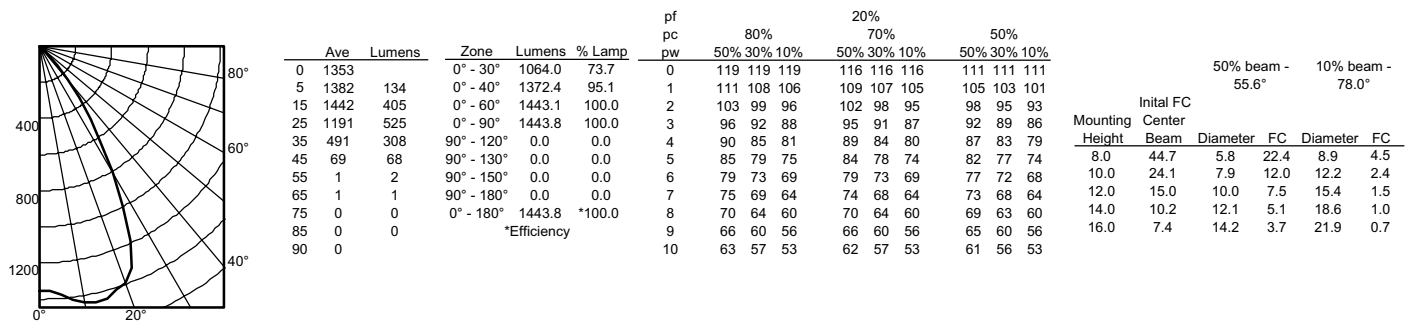 400
800
1200
0°
20°
40°
60°
80°
Ave Lumens
0 1353
5 1382 134
15 1442 405
25 1191 525
35 491 308
45 69 68
55 1 2
65 1 1
75 0 0
85 0 0
90 0
Zone Lumens % Lamp
0° - 30° 1064.0 73.7
0° - 40° 1372.4 95.1
0° - 60° 1443.1 100.0
0° - 90° 1443.8 100.0
90° - 120° 0.0 0.0
90° - 130° 0.0 0.0
90° - 150° 0.0 0.0
90° - 180° 0.0 0.0
0° - 180° 1443.8 *100.0
*Efficiency
pf 20%
pc 80% 70% 50%
pw 50% 30% 10% 50% 30% 10% 50% 30% 10%
0 119 119 119 116 116 116 111 111 111
1 111 108 106 109 107 105 105 103 101
2 103 99 96 102 98 95 98 95 93
3 96 92 88 95 91 87 92 89 86
4 90 85 81 89 84 80 87 83 79
5 85 79 75 84 78 74 82 77 74
6 79 73 69 79 73 69 77 72 68
7 75 69 64 74 68 64 73 68 64
8 70 64 60 70 64 60 69 63 60
9 66 60 56 66 60 56 65 60 56
10 63 57 53 62 57 53 61 56 53
50% beam - 10% beam -
55.6° 78.0°
Inital FC
Mounting Center
Height Beam Diameter FC Diameter FC
8.0 44.7 5.8 22.4 8.9 4.5
10.0 24.1 7.9 12.0 12.2 2.4
12.0 15.0 10.0 7.5 15.4 1.5
14.0 10.2 12.1 5.1 18.6 1.0
16.0 7.4 14.2 3.7 21.9 0.7